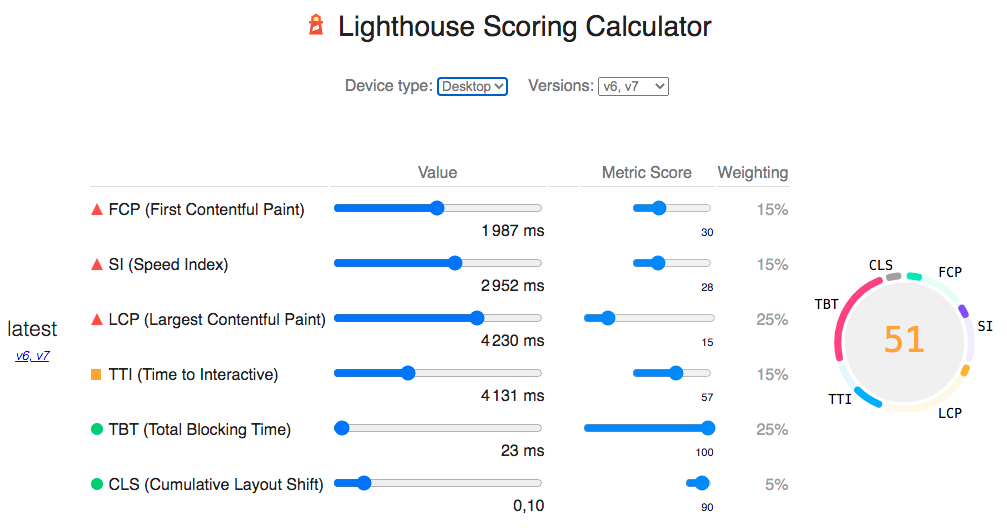 Lighthouse Scoring Calculator
Device type: Desktop Versions: v6, v7
Value Metric Score Weighting
FCP (First Contentful Paint) 15%
1 987 ms 30
SI (Speed Index) 15%
2 952 ms 28
LCP (Largest Contentful Paint) 25%
4 230 ms 15
TTI (Time to Interactive) 15%
4 131 ms 57
TBT (Total Blocking Time) 25%
23 ms 100
CLS (Cumulative Layout Shift) 5%
0,10 90
latest
v6, v7
CLS FCP
TBT SI
51
TTI LCP